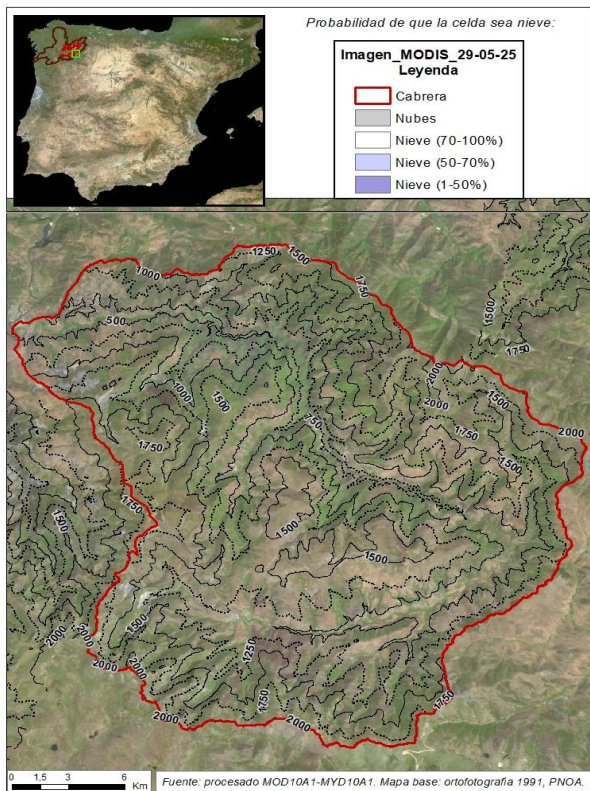 Probabilidad de que la celda sea nieve:
Imagen_MODIS_29-05-25
Leyenda
Cabrera
Nubes
Nieve (70-100%)
Nieve (50-70%)
Nieve (1-50%)
1250
1500
1000
1750
1500
500
1750
2000
1000
2000
1500
1500
750
1750
2000
1750
1500
1750
1500
1500
1500
1500
1250
2000
2000
2000
2000
1750
1750
2000
2000
0 1,5 3 6
Km
Fuente: procesado MOD10A1-MYD10A1. Mapa base: ortofotografía 1991, PNOA.